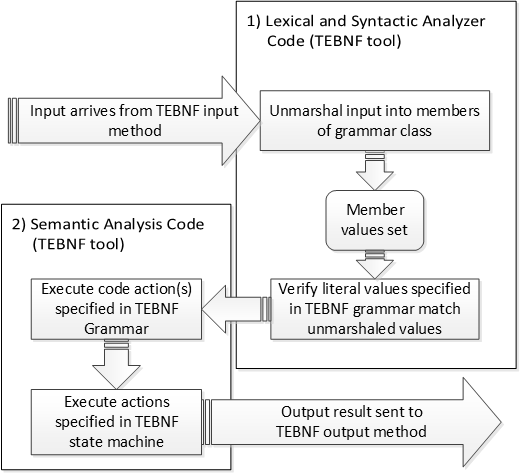 1) Lexical and Syntactic Analyzer
Code (TEBNF tool)
Input arrives from TEBNF input
method
Unmarshal input into members
of grammar class
Member
values set
Verify literal values specified
in TEBNF grammar match
unmarshaled values
2) Semantic Analysis Code
(TEBNF tool)
Execute code action(s)
specified in TEBNF
Grammar
Execute actions
specified in TEBNF
state machine
Output result sent to
TEBNF output method